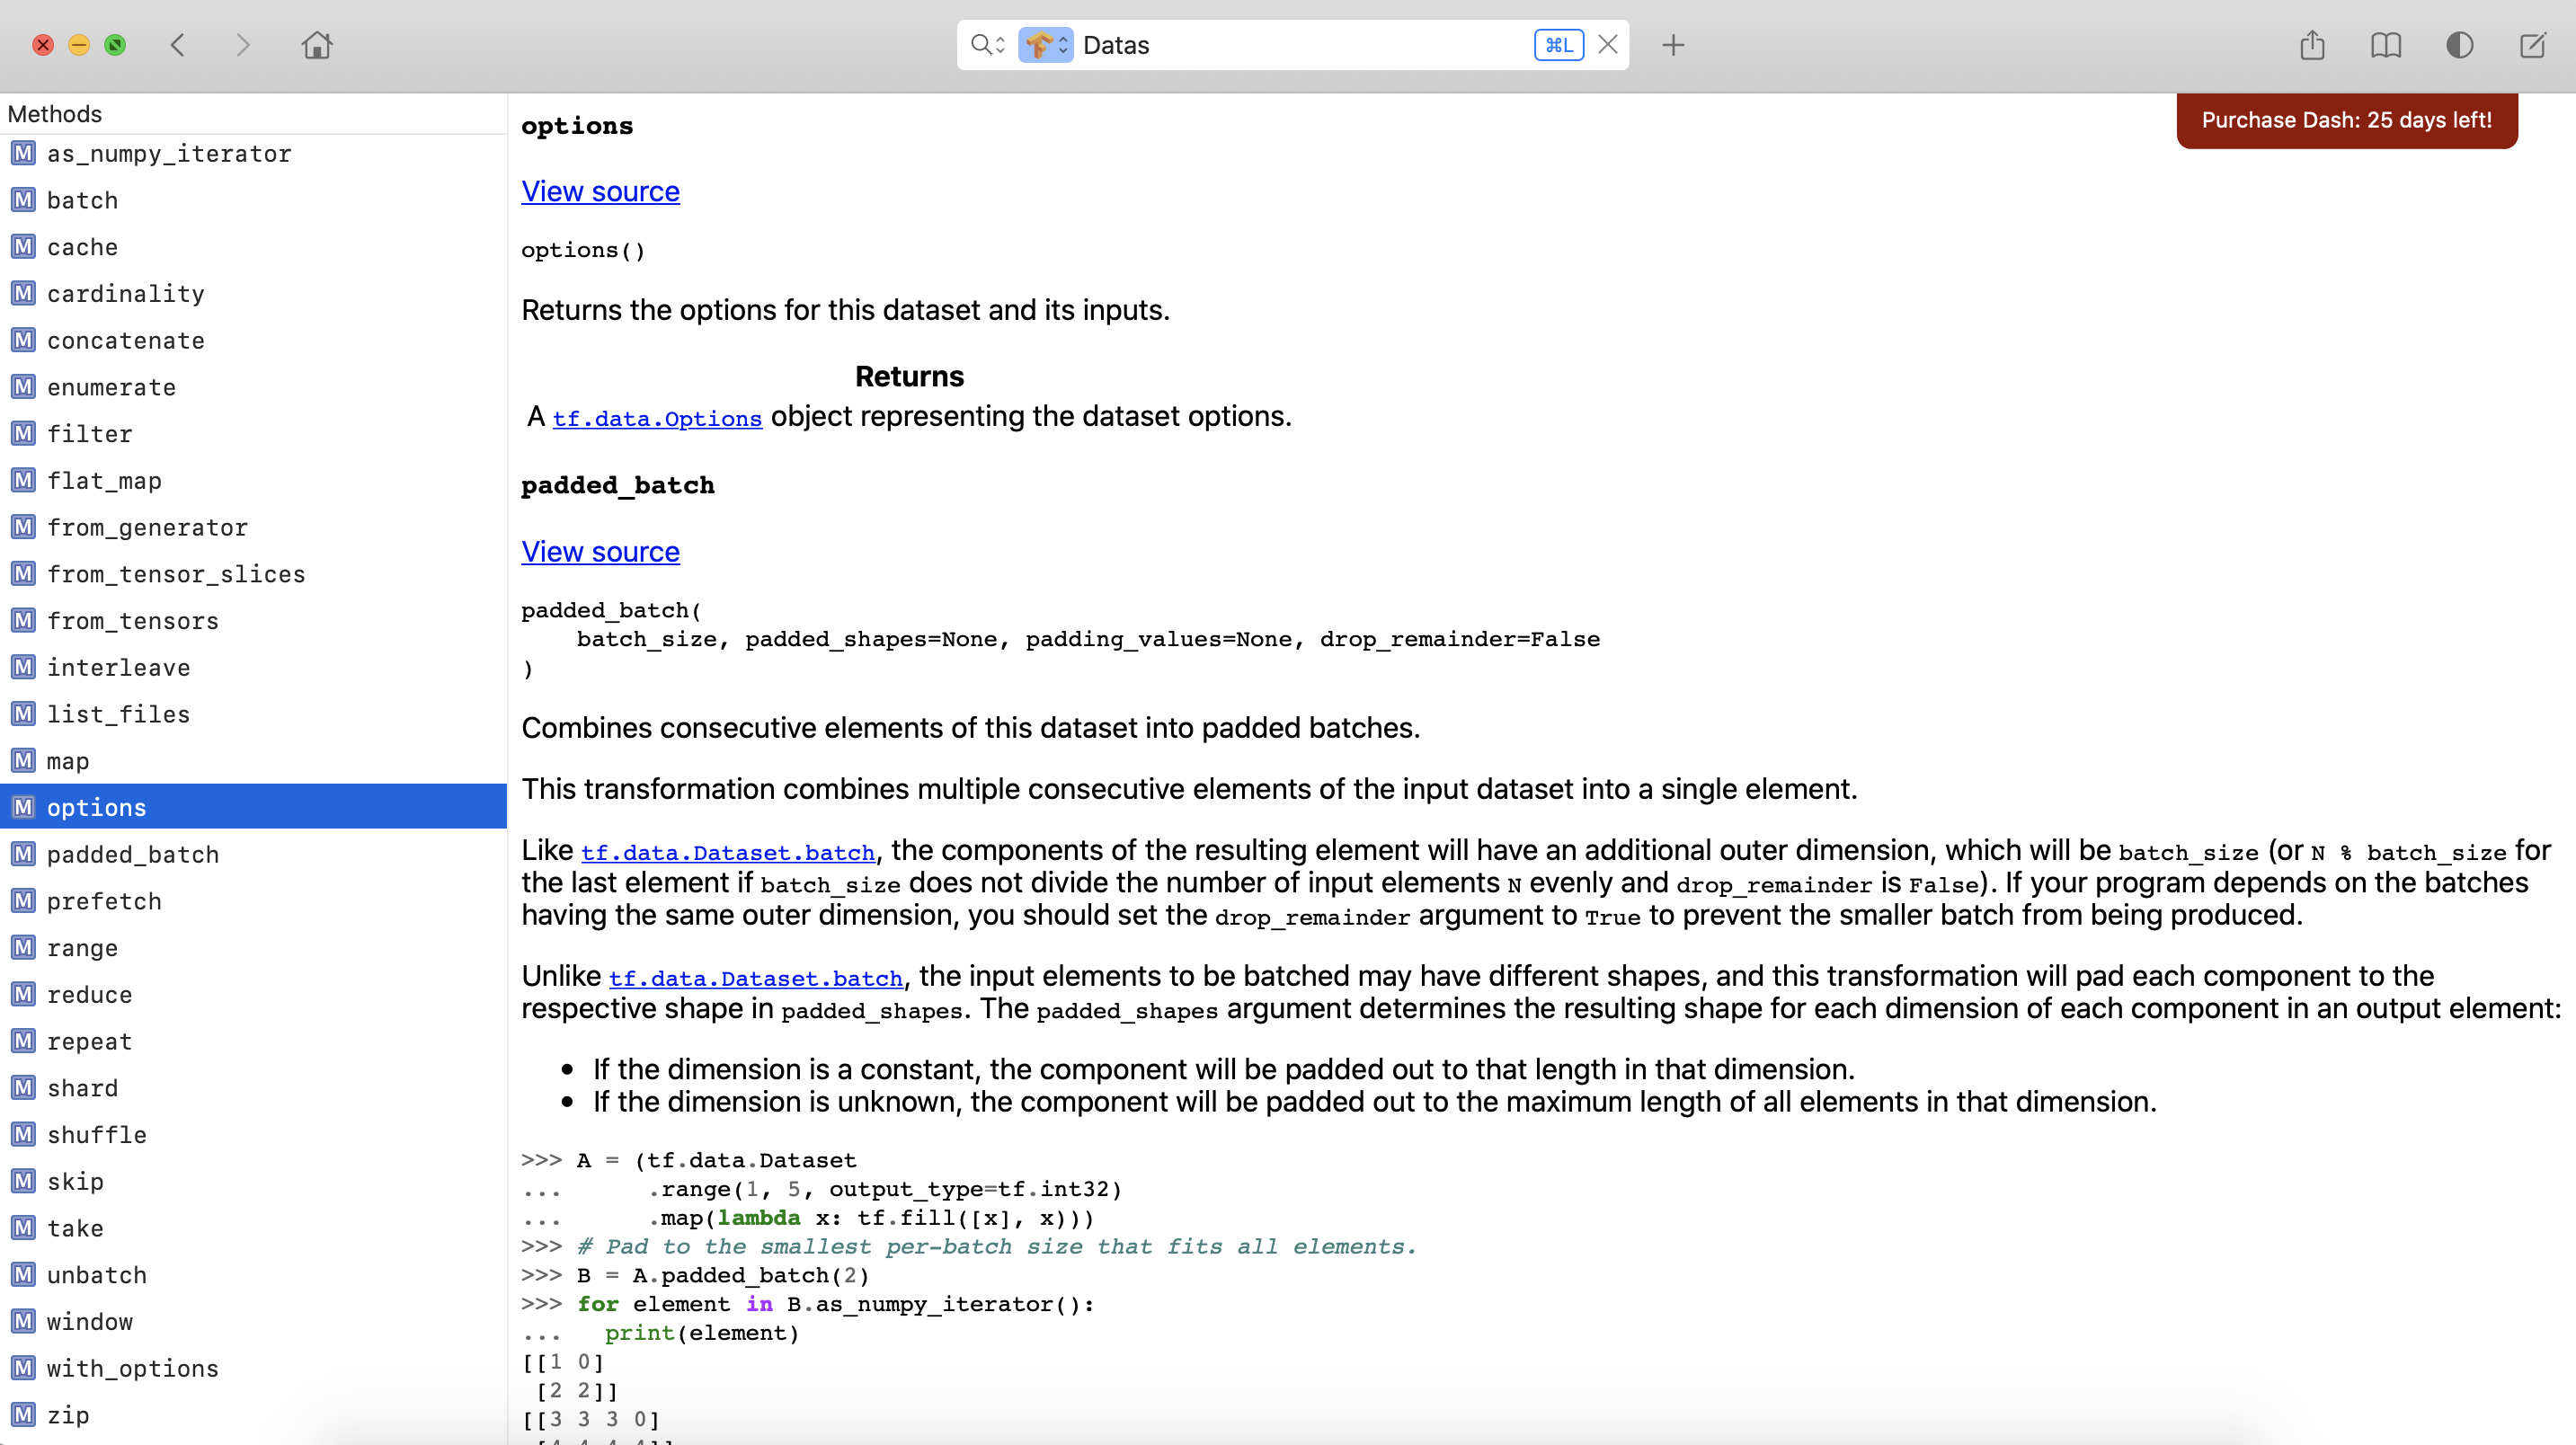 Datas
⌘L
Methods
as_numpy_iterator
batch
cache
cardinality
concatenate
enumerate
filter
flat_map
from_generator
from_tensor_slices
from_tensors
interleave
list_files
map
options
padded_batch
prefetch
range
reduce
repeat
shard
shuffle
skip
take
unbatch
window
with_options
zip
Purchase Dash: 25 days left!
options
View source
options()
Returns the options for this dataset and its inputs.
Returns
A tf.data.Options object representing the dataset options.
padded_batch
View source
padded_batch(
    batch_size, padded_shapes=None, padding_values=None, drop_remainder=False
)
Combines consecutive elements of this dataset into padded batches.
This transformation combines multiple consecutive elements of the input dataset into a single element.
Like tf.data.Dataset.batch, the components of the resulting element will have an additional outer dimension, which will be batch_size (or N % batch_size for
the last element if batch_size does not divide the number of input elements N evenly and drop_remainder is False). If your program depends on the batches
having the same outer dimension, you should set the drop_remainder argument to True to prevent the smaller batch from being produced.
Unlike tf.data.Dataset.batch, the input elements to be batched may have different shapes, and this transformation will pad each component to the
respective shape in padded_shapes. The padded_shapes argument determines the resulting shape for each dimension of each component in an output element:
• If the dimension is a constant, the component will be padded out to that length in that dimension.
• If the dimension is unknown, the component will be padded out to the maximum length of all elements in that dimension.
>>> A = (tf.data.Dataset
...      .range(1, 5, output_type=tf.int32)
...      .map(lambda x: tf.fill([x], x)))
>>> # Pad to the smallest per-batch size that fits all elements.
>>> B = A.padded_batch(2)
>>> for element in B.as_numpy_iterator():
...   print(element)
[[1 0]
 [2 2]]
[[3 3 3 0]
 [4 4 4 4]]